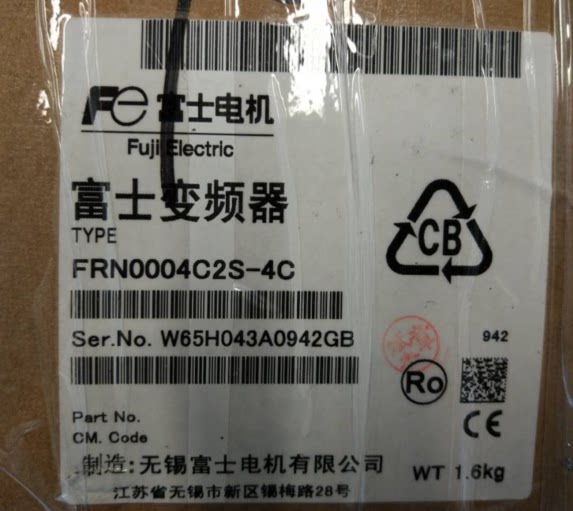 Fe 富士电机
Fuji Electric
富士变频器
TYPE
FRN0004C2S-4C
CB
Ser.No. W65H043A0942GB
942
Ro
Part No.
CM. Code
CE
制造:无锡富士电机有限公司
WT 1.6kg
江苏省无锡市新区锡梅路28号